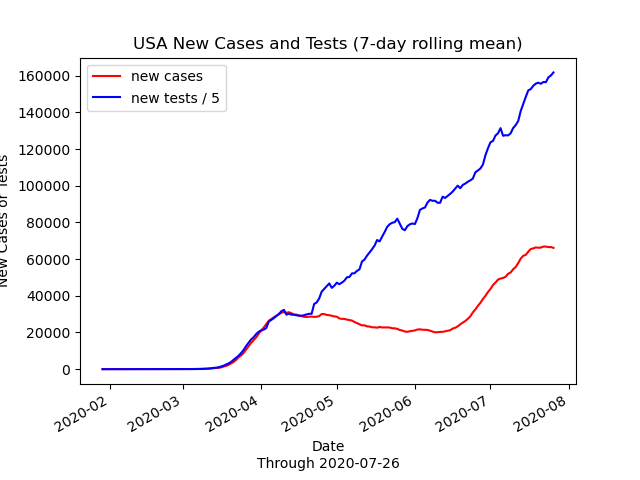 USA New Cases and Tests (7-day rolling mean)
new cases
new tests / 5
New Cases or Tests
160000
140000
120000
100000
80000
60000
40000
20000
0
2020-02
2020-03
2020-04
2020-05
2020-06
2020-07
2020-08
Date
Through 2020-07-26